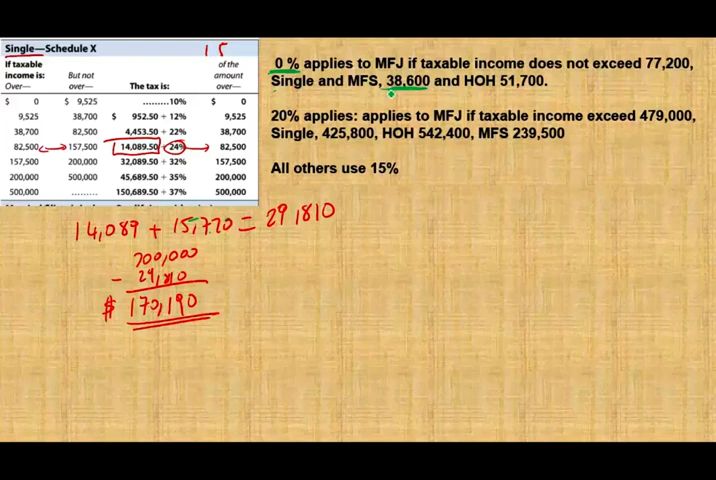 Single—Schedule X
15
If taxable income is: Over— But not over— The tax is: of the amount over—
$ 0 $ 9,525 .........10% $ 0
9,525 38,700 $ 952.50 + 12% 9,525
38,700 82,500 4,453.50 + 22% 38,700
82,500 157,500 14,089.50 24% 82,500
157,500 200,000 32,089.50 + 32% 157,500
200,000 500,000 45,689.50 + 35% 200,000
500,000 ......... 150,689.50 + 37% 500,000
0 % applies to MFJ if taxable income does not exceed 77,200,
Single and MFS, 38,600 and HOH 51,700.
20% applies: applies to MFJ if taxable income exceed 479,000,
Single, 425,800, HOH 542,400, MFS 239,500
All others use 15%
14,089 + 15,720 = 29,1810
200,000
- 29,810
$ 170,190